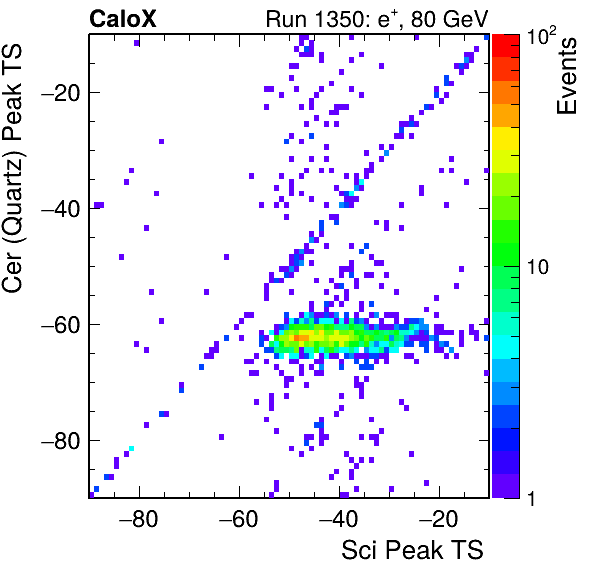 CaloX Run 1350: e⁺, 80 GeV
Cer (Quartz) Peak TS
−20
−40
−60
−80
−80 −60 −40 −20
Sci Peak TS
10²
10
1
Events